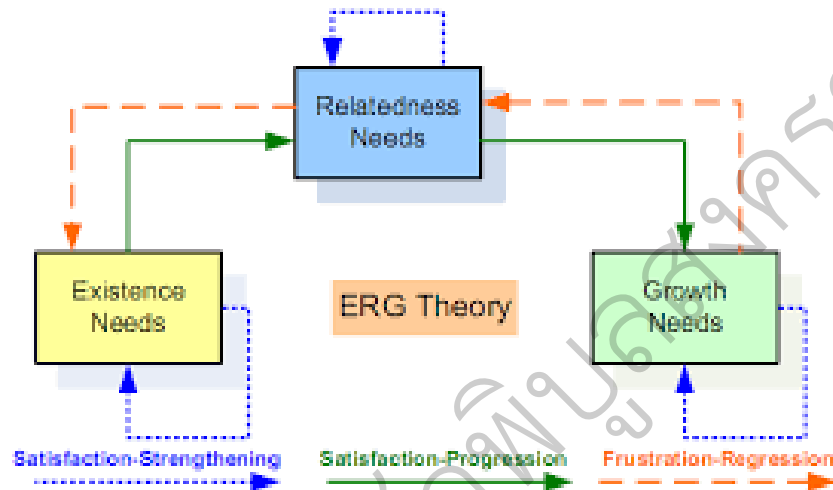 Relatedness
Needs
Existence
Needs
ERG Theory
Growth
Needs
Satisfaction-Strengthening
Satisfaction-Progression
Frustration-Regression